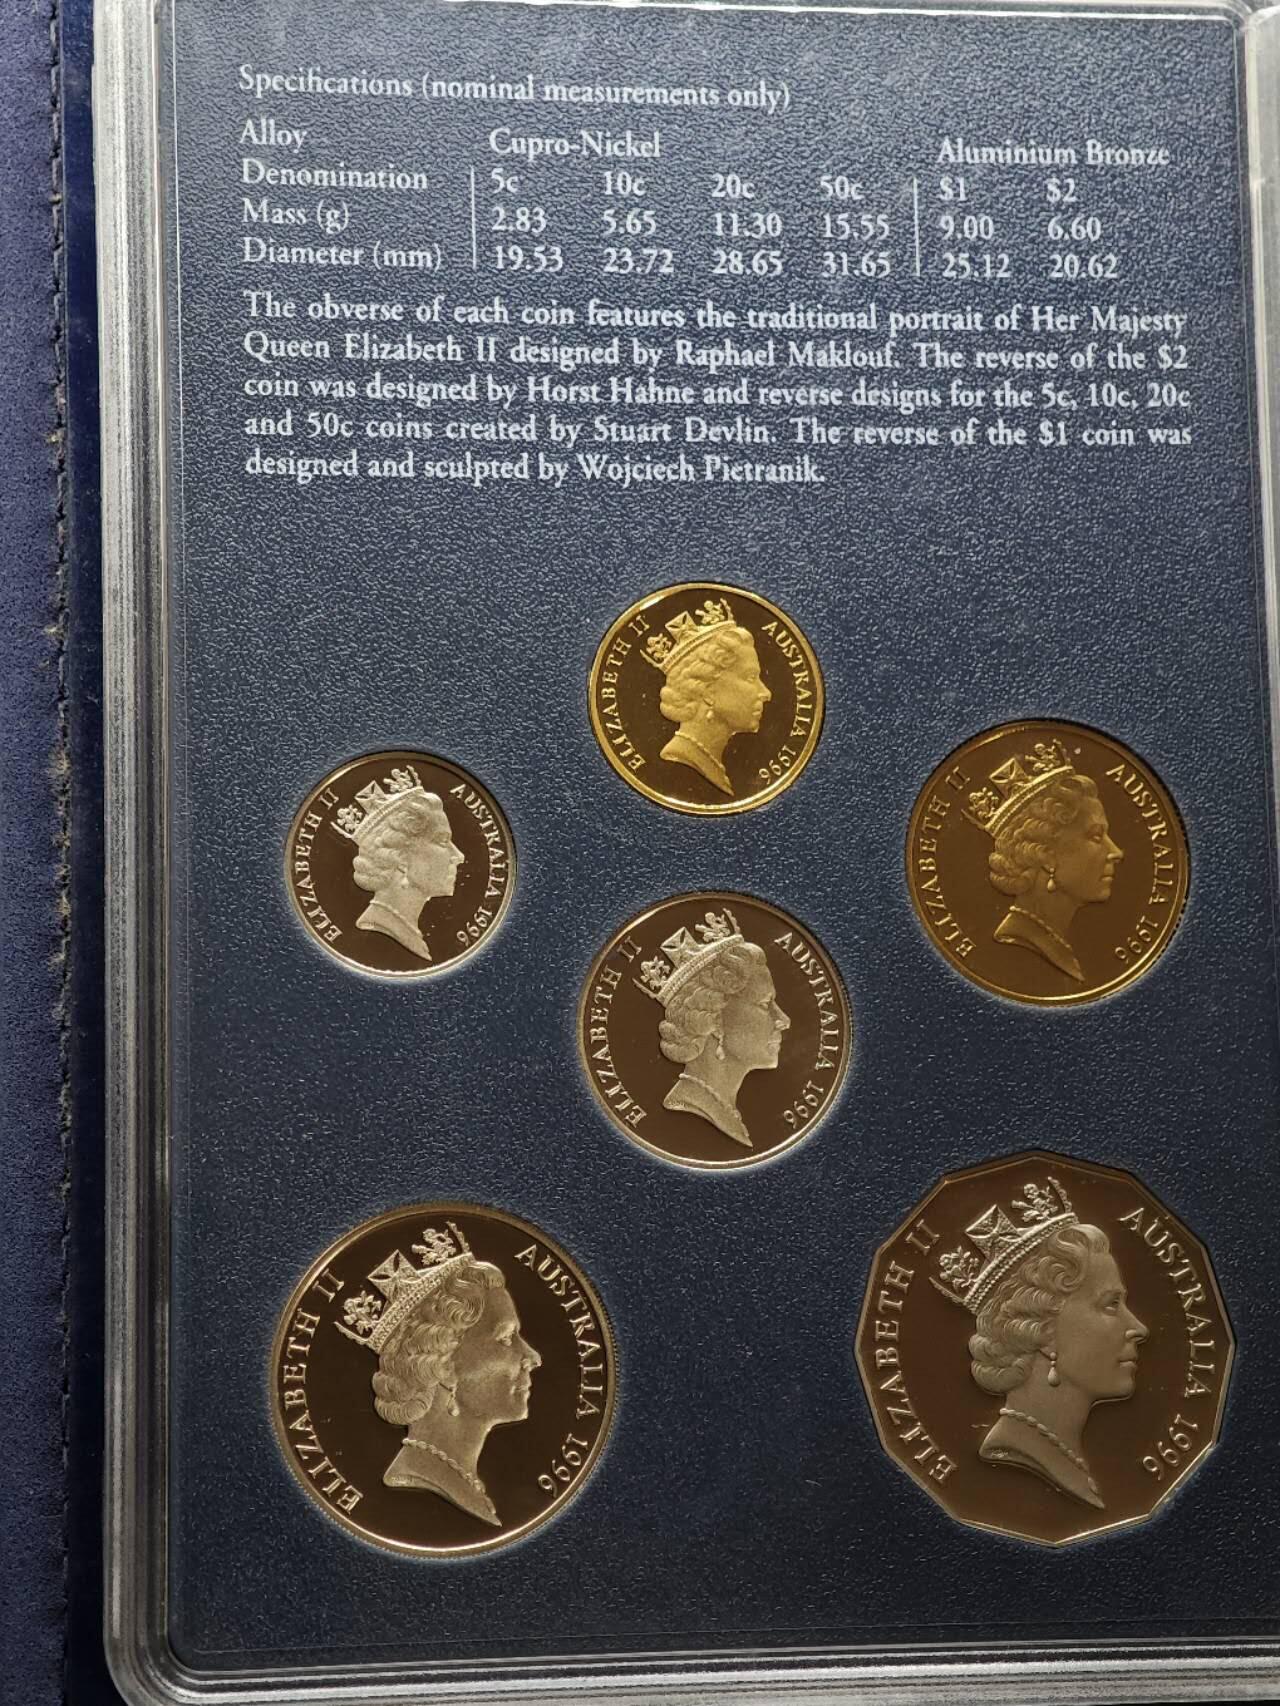 Specifications (nominal measurements only)
Alloy Cupro-Nickel Aluminium Bronze
Denomination 5c 10c 20c 50c $1 $2
Mass (g) 2.83 5.65 11.30 15.55 9.00 6.60
Diameter (mm) 19.53 23.72 28.65 31.65 25.12 20.62
The obverse of each coin features the traditional portrait of Her Majesty
Queen Elizabeth II designed by Raphael Maklouf. The reverse of the $2
coin was designed by Horst Hahne and reverse designs for the 5c, 10c, 20c
and 50c coins created by Stuart Devlin. The reverse of the $1 coin was
designed and sculpted by Wojciech Pietranik.
ELIZABETH II AUSTRALIA 1996
ELIZABETH II AUSTRALIA 1996
ELIZABETH II AUSTRALIA 1996
ELIZABETH II AUSTRALIA 1996
ELIZABETH II AUSTRALIA 1996
ELIZABETH II AUSTRALIA 1996